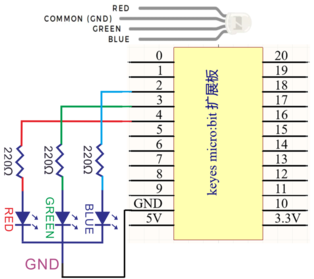 RED
COMMON (GND)
GREEN
BLUE
0
1
2
3
4
5
6
7
8
9
GND
5V
keyes micro:bit 扩展板
20
19
18
17
16
15
14
13
12
11
10
3.3V
220Ω
220Ω
220Ω
RED
GREEN
BLUE
GND